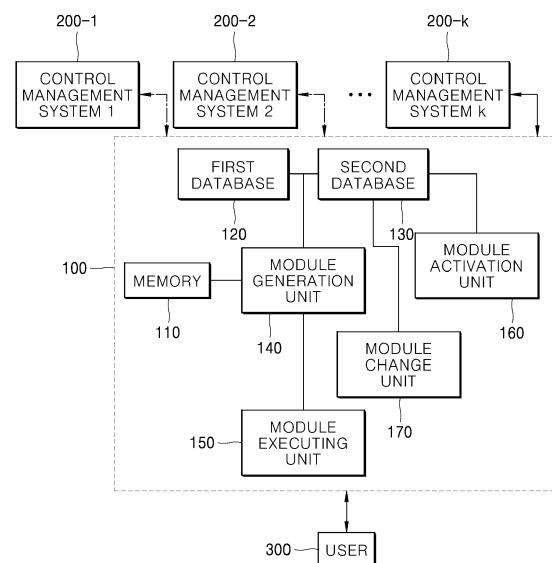 200-1
200-2
200-k
CONTROL
MANAGEMENT
SYSTEM 1
CONTROL
MANAGEMENT
SYSTEM 2
•••
CONTROL
MANAGEMENT
SYSTEM k
FIRST
DATABASE
SECOND
DATABASE
120
130
100
MEMORY
MODULE
GENERATION
UNIT
MODULE
ACTIVATION
UNIT
110
140
160
MODULE
CHANGE
UNIT
150
MODULE
EXECUTING
UNIT
170
300
USER